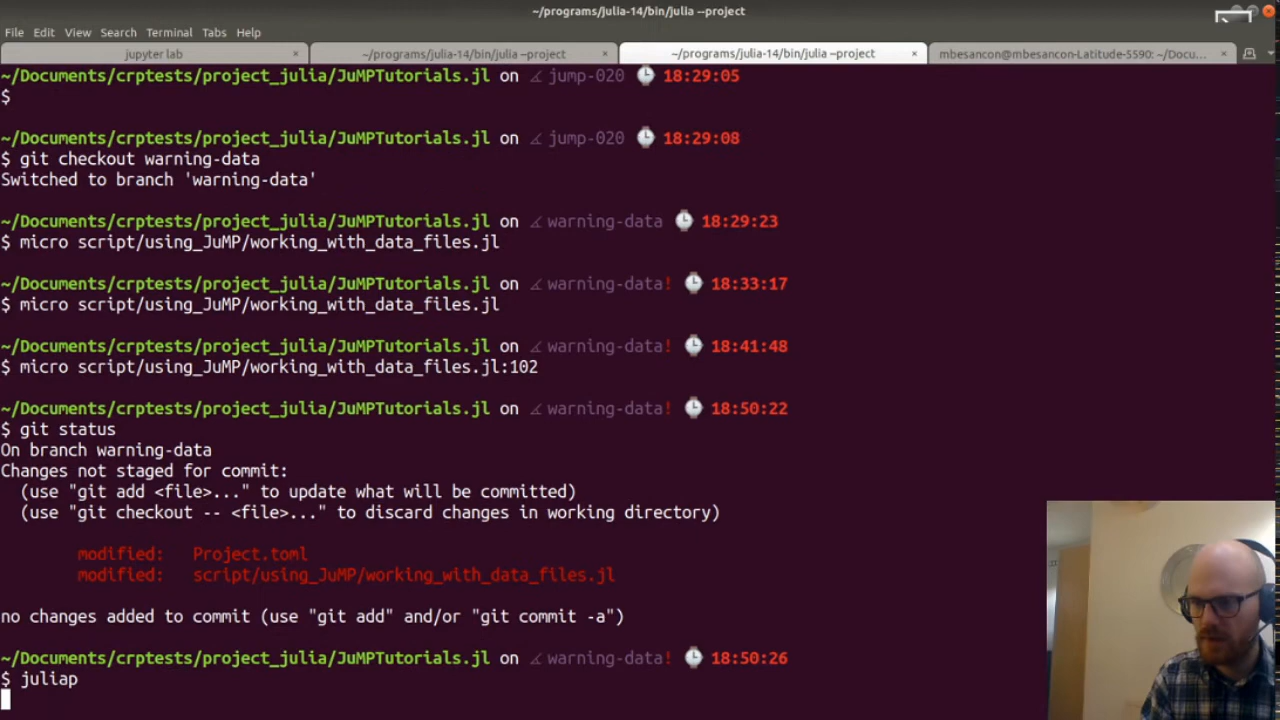 ~/programs/julia-14/bin/julia --project
File Edit View Search Terminal Tabs Help
jupyter lab × ~/programs/julia-14/bin/julia --project × ~/programs/julia-14/bin/julia --project × mbesancon@mbesancon-Latitude-5590: ~/Docu... ×
~/Documents/crptests/project_julia/JuMPTutorials.jl on jump-020 18:29:05
$
~/Documents/crptests/project_julia/JuMPTutorials.jl on jump-020 18:29:08
$ git checkout warning-data
Switched to branch 'warning-data'
~/Documents/crptests/project_julia/JuMPTutorials.jl on warning-data 18:29:23
$ micro script/using_JuMP/working_with_data_files.jl
~/Documents/crptests/project_julia/JuMPTutorials.jl on warning-data! 18:33:17
$ micro script/using_JuMP/working_with_data_files.jl
~/Documents/crptests/project_julia/JuMPTutorials.jl on warning-data! 18:41:48
$ micro script/using_JuMP/working_with_data_files.jl:102
~/Documents/crptests/project_julia/JuMPTutorials.jl on warning-data! 18:50:22
$ git status
On branch warning-data
Changes not staged for commit:
(use "git add <file>..." to update what will be committed)
(use "git checkout -- <file>..." to discard changes in working directory)
modified: Project.toml
modified: script/using_JuMP/working_with_data_files.jl
no changes added to commit (use "git add" and/or "git commit -a")
~/Documents/crptests/project_julia/JuMPTutorials.jl on warning-data! 18:50:26
$ juliap